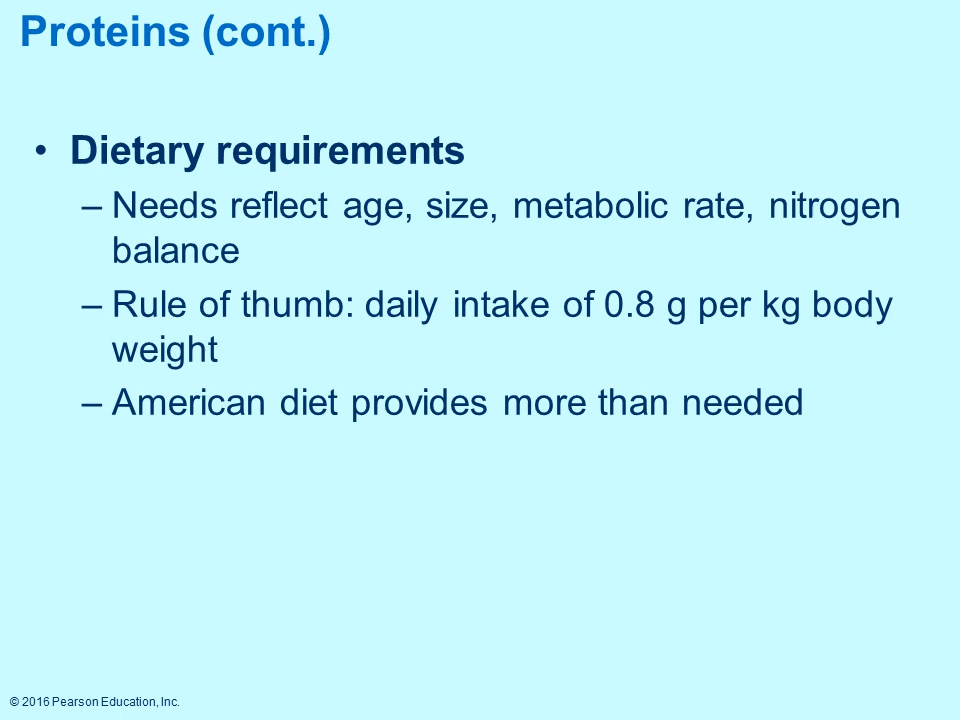 Proteins (cont.)
• Dietary requirements
– Needs reflect age, size, metabolic rate, nitrogen
balance
– Rule of thumb: daily intake of 0.8 g per kg body
weight
– American diet provides more than needed
© 2016 Pearson Education, Inc.